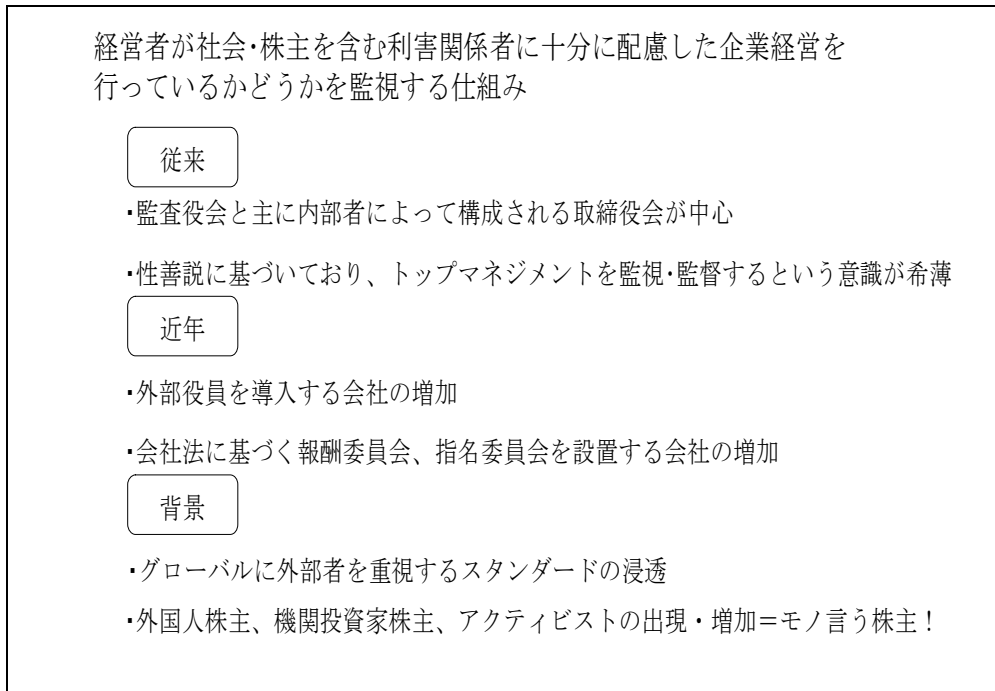 経営者が社会･株主を含む利害関係者に十分に配慮した企業経営を
行っているかどうかを監視する仕組み
従来
･監査役会と主に内部者によって構成される取締役会が中心
･性善説に基づいており、トップマネジメントを監視･監督するという意識が希薄
近年
･外部役員を導入する会社の増加
･会社法に基づく報酬委員会、指名委員会を設置する会社の増加
背景
･グローバルに外部者を重視するスタンダードの浸透
･外国人株主、機関投資家株主、アクティビストの出現・増加＝モノ言う株主！